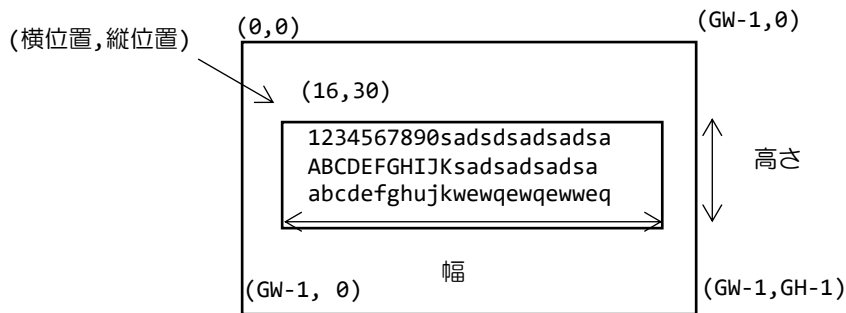 (0,0)
(GW-1,0)
(横位置,縦位置)
(16,30)
1234567890sadsdsadsadsa
ABCDEFGHIJKsadsadsadsa
abcdefghujkwewqewqewweq
高さ
幅
(GW-1, 0)
(GW-1,GH-1)